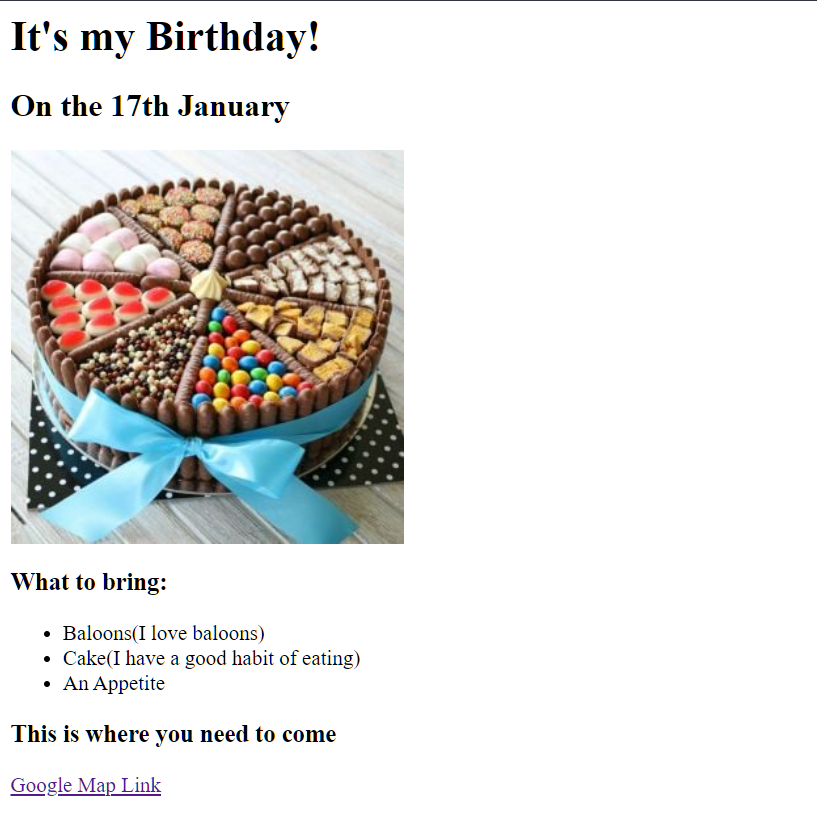 It's my Birthday!
On the 17th January
What to bring:
Baloons(I love baloons)
Cake(I have a good habit of eating)
An Appetite
This is where you need to come
Google Map Link